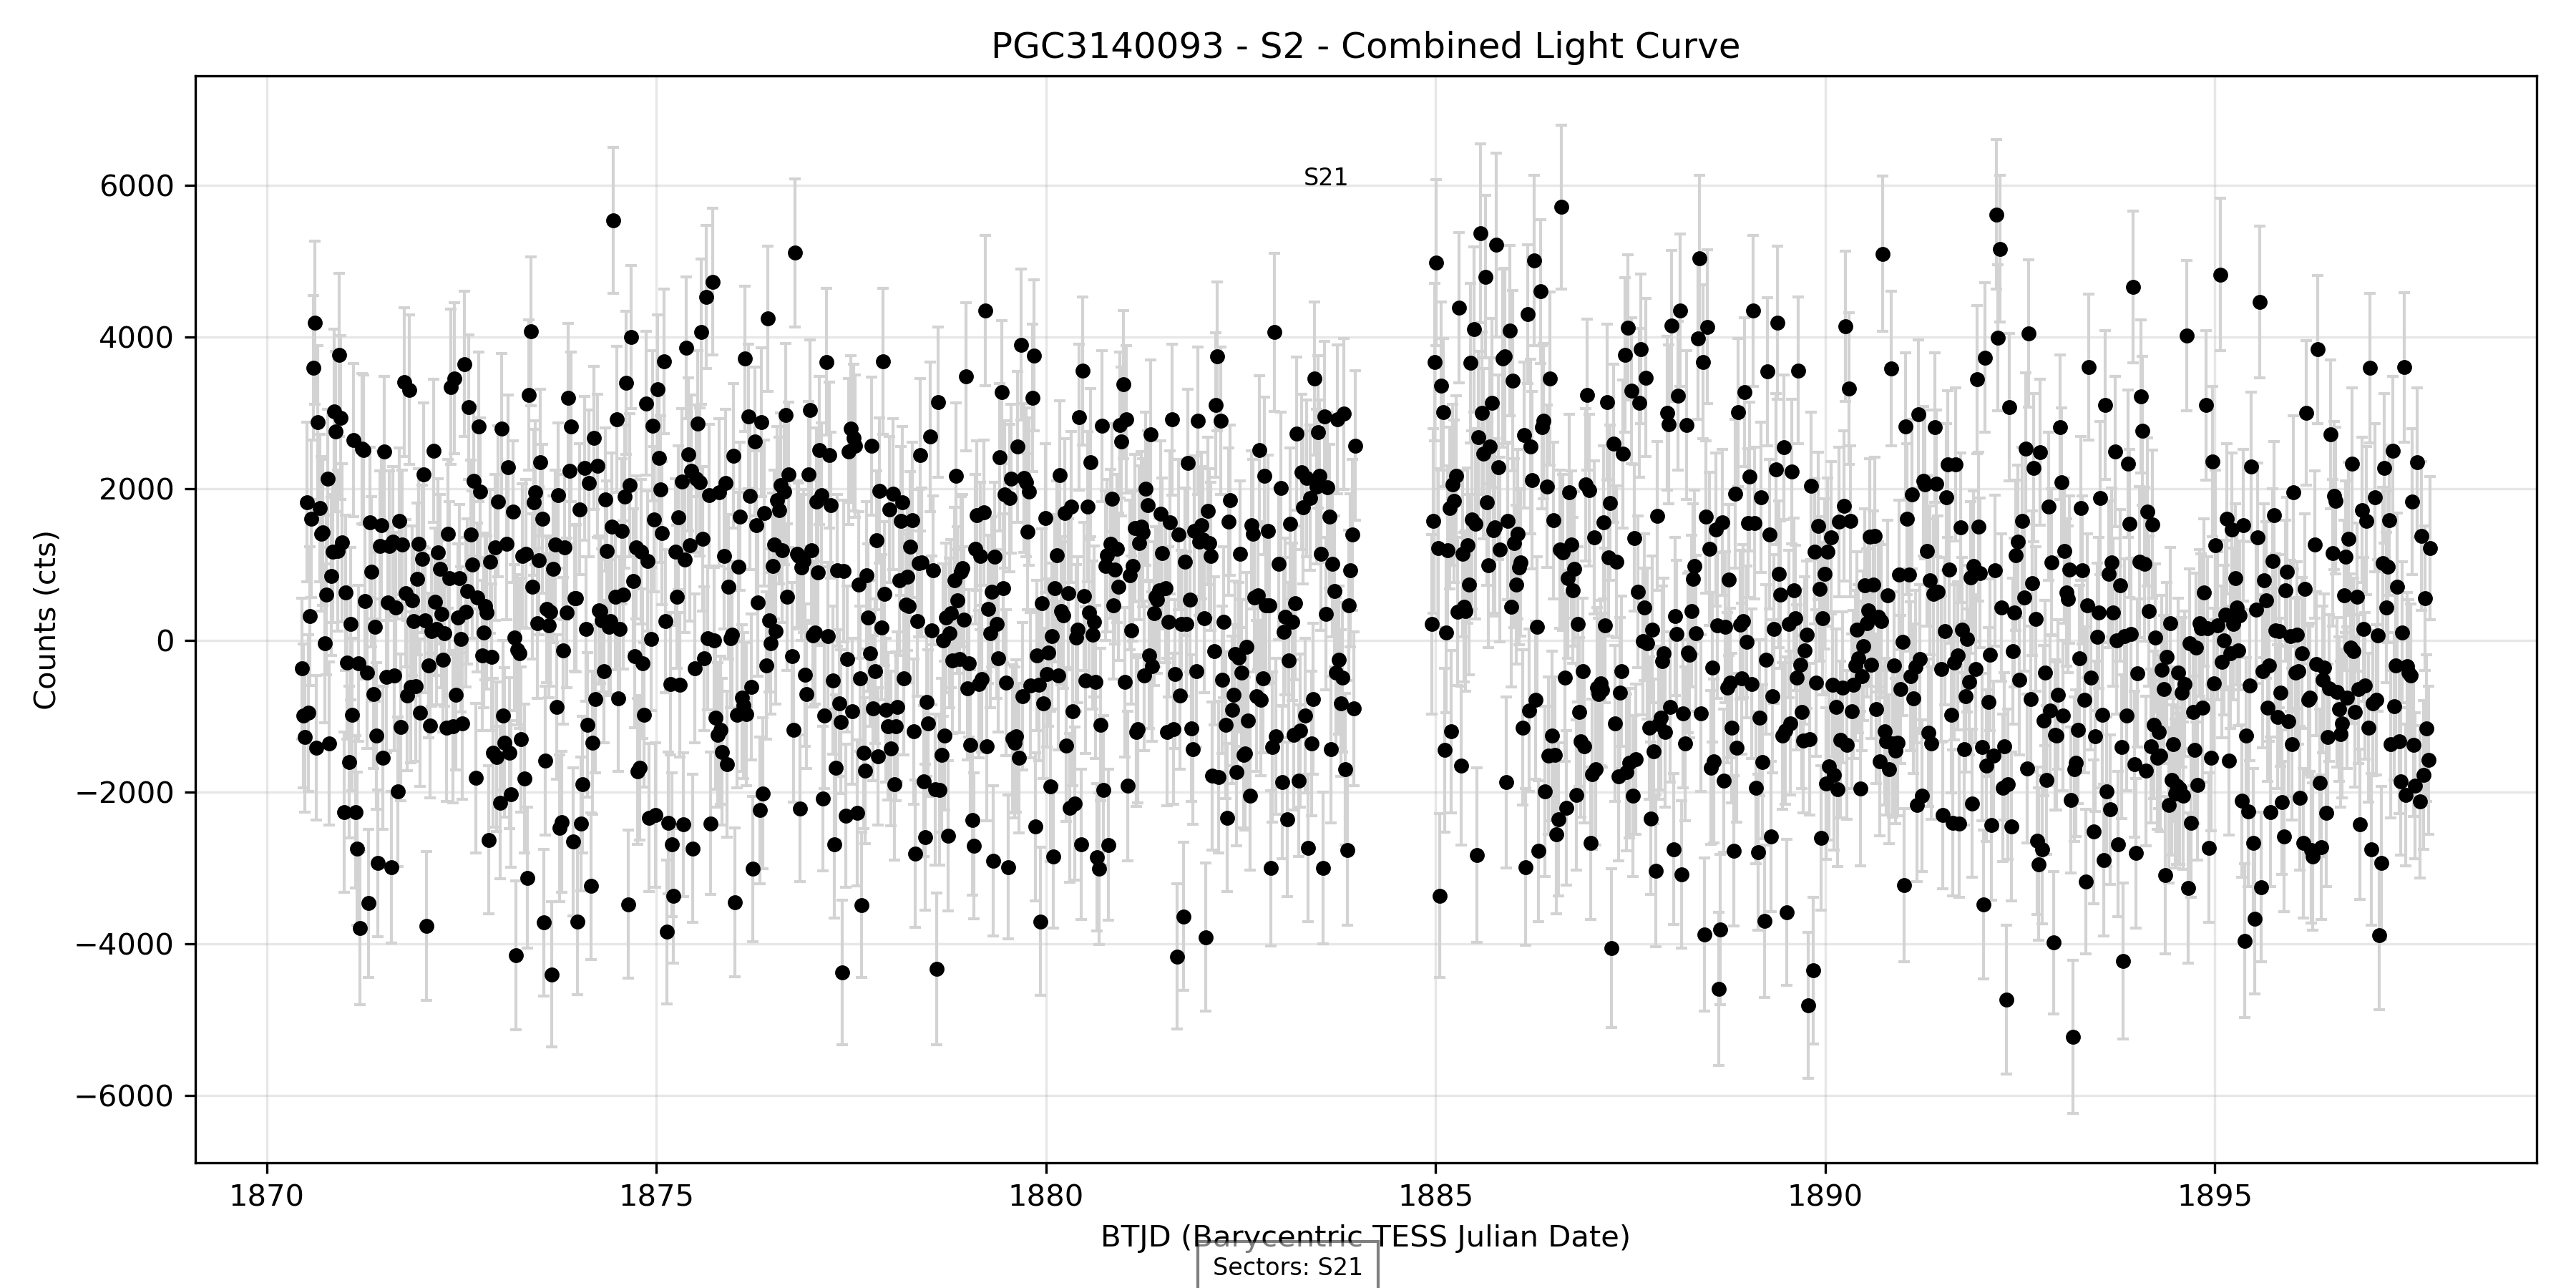 PGC3140093 - S2 - Combined Light Curve
S21
6000
4000
2000
0
−2000
−4000
−6000
Counts (cts)
1870 1875 1880 1885 1890 1895
BTJD (Barycentric TESS Julian Date)
Sectors: S21